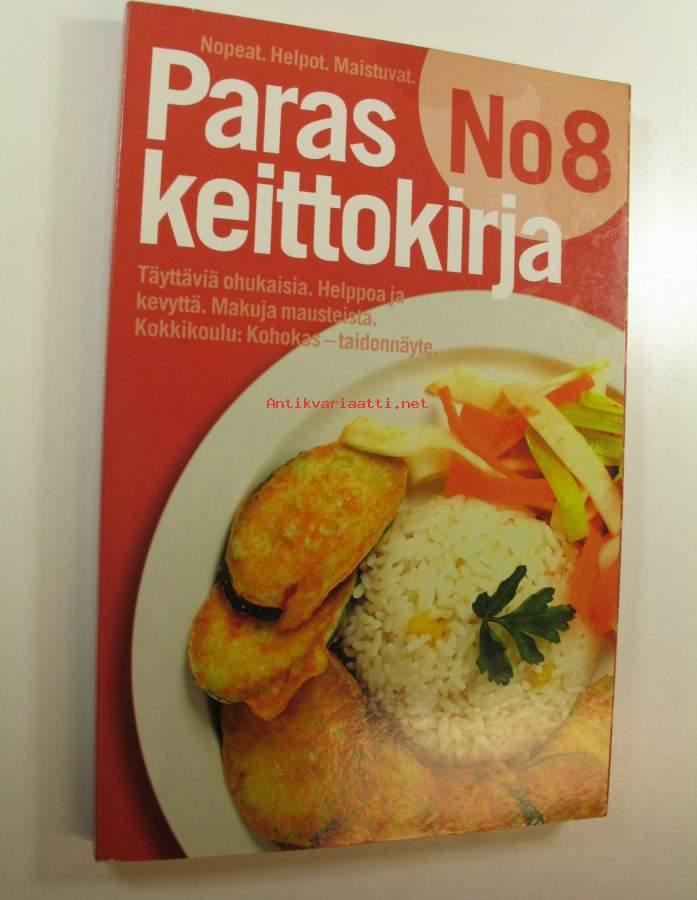 Nopeat. Helpot. Maistuvat.
Paras No 8
keittokirja
Täyttäviä ohukaisia. Helppoa ja
kevyttä. Makuja mausteista.
Kokkikoulu: Kohokas – taidonnäyte.
Antikvariaatti.net